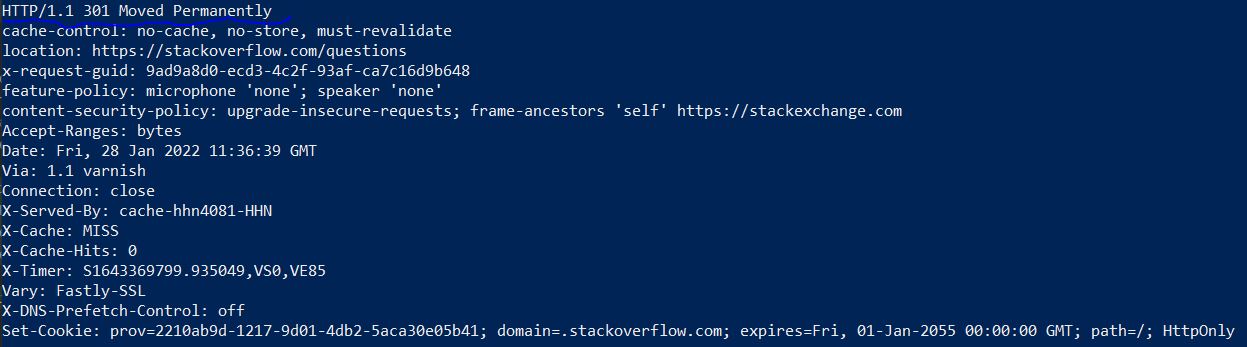 HTTP/1.1 301 Moved Permanently
cache-control: no-cache, no-store, must-revalidate
location: https://stackoverflow.com/questions
x-request-guid: 9ad9a8d0-ecd3-4c2f-93af-ca7c16d9b648
feature-policy: microphone 'none'; speaker 'none'
content-security-policy: upgrade-insecure-requests; frame-ancestors 'self' https://stackexchange.com
Accept-Ranges: bytes
Date: Fri, 28 Jan 2022 11:36:39 GMT
Via: 1.1 varnish
Connection: close
X-Served-By: cache-hhn4081-HHN
X-Cache: MISS
X-Cache-Hits: 0
X-Timer: S1643369799.935049,VS0,VE85
Vary: Fastly-SSL
X-DNS-Prefetch-Control: off
Set-Cookie: prov=2210ab9d-1217-9d01-4db2-5aca30e05b41; domain=.stackoverflow.com; expires=Fri, 01-Jan-2055 00:00:00 GMT; path=/; HttpOnly